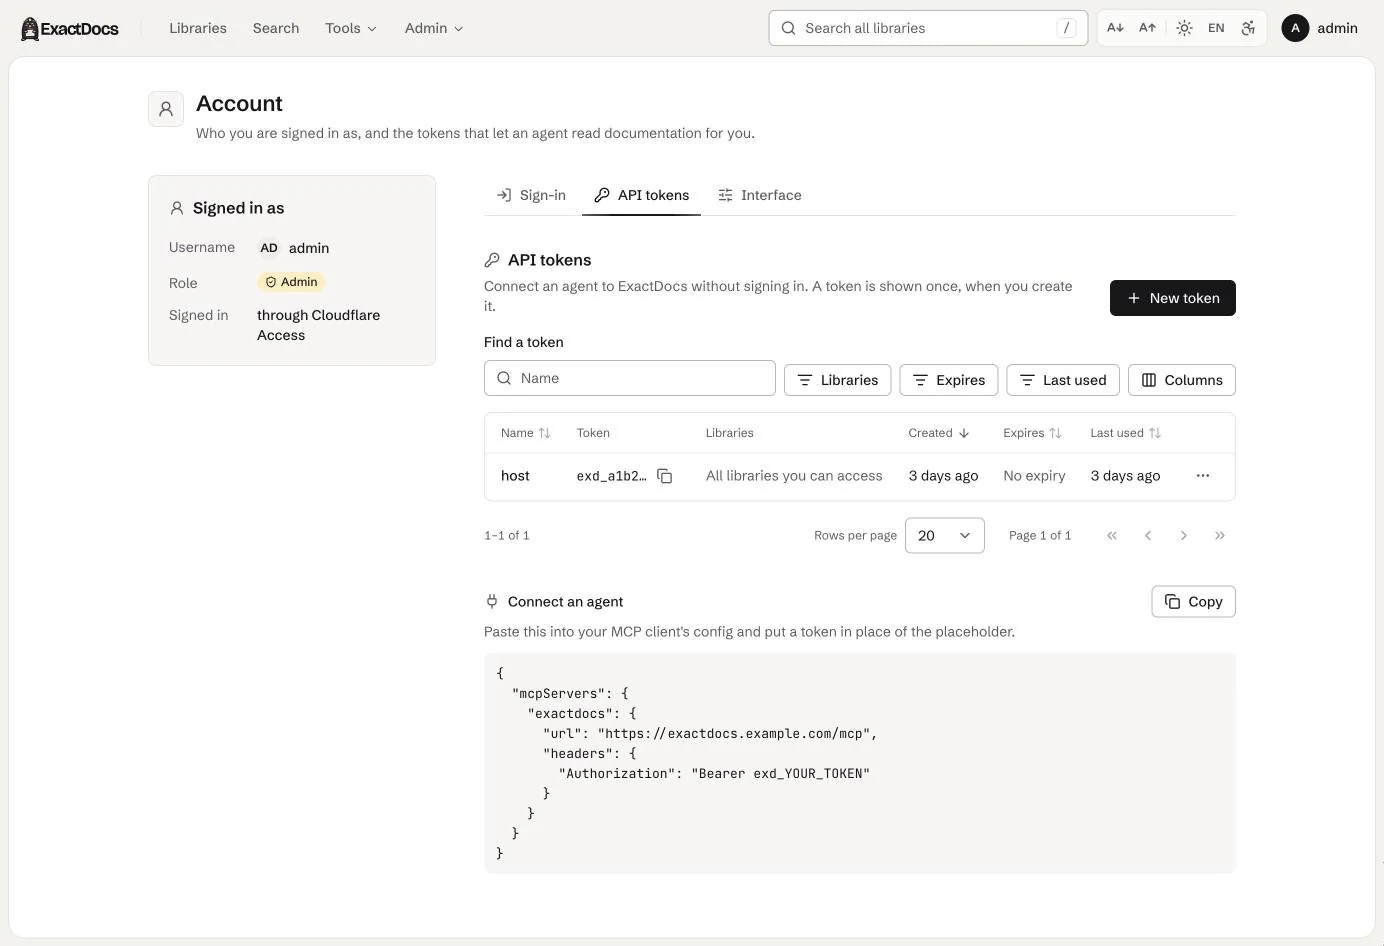 ExactDocs
Libraries Search Tools Admin
Search all libraries /
A↓ A↑ EN
A admin
Account
Who you are signed in as, and the tokens that let an agent read documentation for you.
Signed in as
Username AD admin
Role Admin
Signed in through Cloudflare
Access
Sign-in API tokens Interface
API tokens
Connect an agent to ExactDocs without signing in. A token is shown once, when you create
it.
New token
Find a token
Name Libraries Expires Last used Columns
Name Token Libraries Created Expires Last used
host exd_a1b2… All libraries you can access 3 days ago No expiry 3 days ago
1–1 of 1 Rows per page 20 Page 1 of 1
Connect an agent Copy
Paste this into your MCP client's config and put a token in place of the placeholder.
{
  "mcpServers": {
    "exactdocs": {
      "url": "https://exactdocs.example.com/mcp",
      "headers": {
        "Authorization": "Bearer exd_YOUR_TOKEN"
      }
    }
  }
}